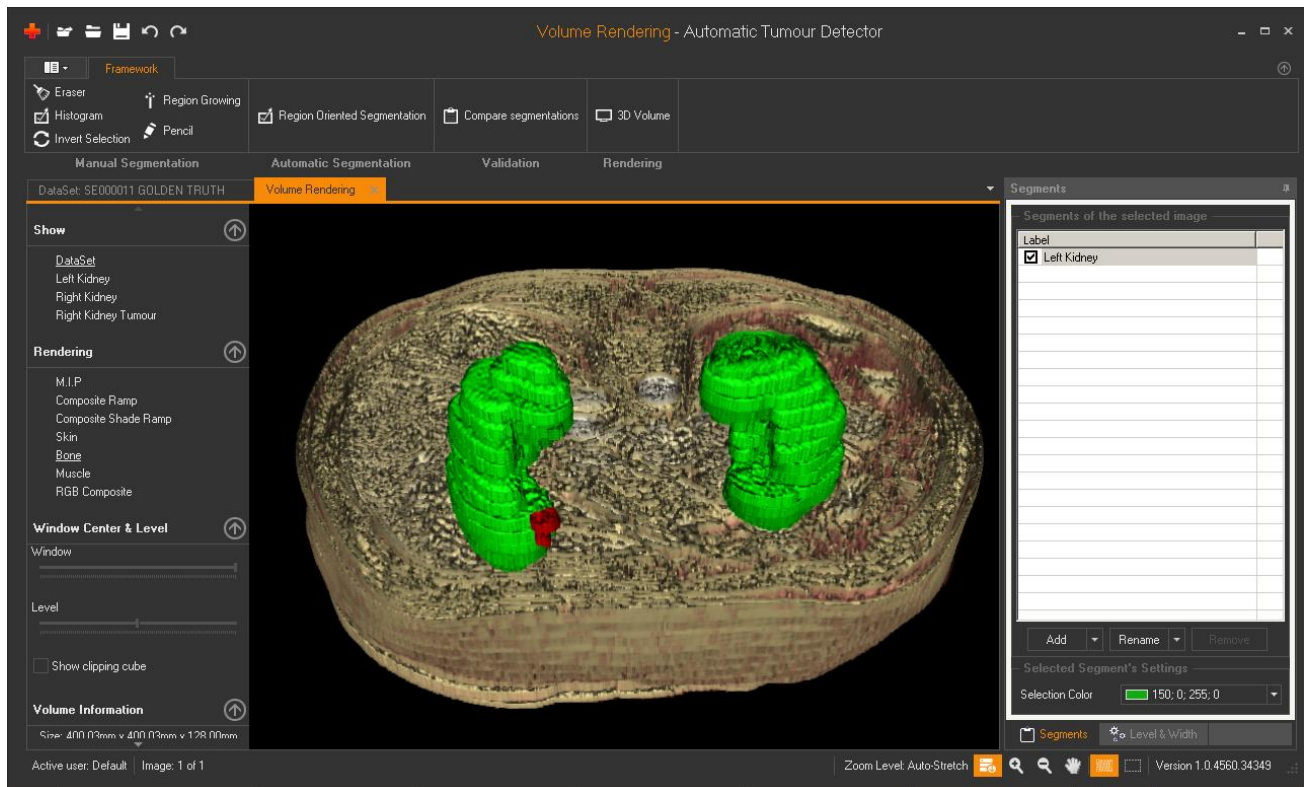 Volume Rendering - Automatic Tumour Detector
Framework
Eraser
Histogram
Invert Selection
Region Growing
Pencil
Manual Segmentation
Region Oriented Segmentation
Automatic Segmentation
Compare segmentations
Validation
3D Volume
Rendering
DataSet: SE000011 GOLDEN TRUTH
Volume Rendering
Show
DataSet
Left Kidney
Right Kidney
Right Kidney Tumour
Rendering
M.I.P
Composite Ramp
Composite Shade Ramp
Skin
Bone
Muscle
RGB Composite
Window Center & Level
Window
Level
Show clipping cube
Volume Information
Size: 400.03mm x 400.03mm x 128.00mm
Segments
Segments of the selected image
Label
Left Kidney
Add
Rename
Remove
Selected Segment's Settings
Selection Color
150; 0; 255; 0
Segments
Level & Width
Active user: Default
Image: 1 of 1
Zoom Level: Auto-Stretch
Version 1.0.4560.34349